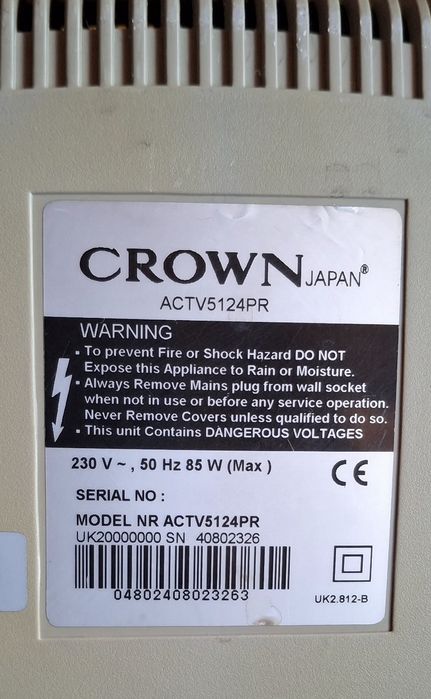 CROWN JAPAN®
ACTV5124PR
WARNING
• To prevent Fire or Shock Hazard DO NOT
Expose this Appliance to Rain or Moisture.
• Always Remove Mains plug from wall socket
when not in use or before any service operation.
Never Remove Covers unless qualified to do so.
• This unit Contains DANGEROUS VOLTAGES
230 V ~ , 50 Hz 85 W (Max )
CE
SERIAL NO :
MODEL NR ACTV5124PR
UK20000000 SN 40802326
04802408023263
UK2.812-B